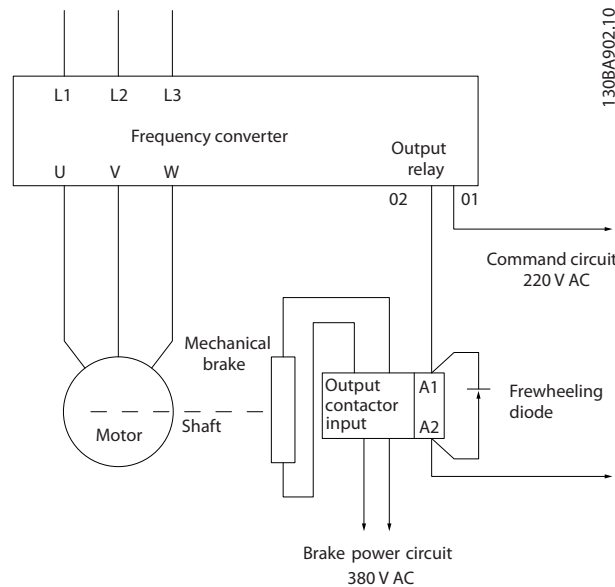 130BA902.10
L1 L2 L3
Frequency converter
U V W
Output
relay
02 01
Command circuit
220 V AC
Mechanical
brake
Output
contactor
input
A1
A2
Frewheeling
diode
Motor
Shaft
Brake power circuit
380 V AC